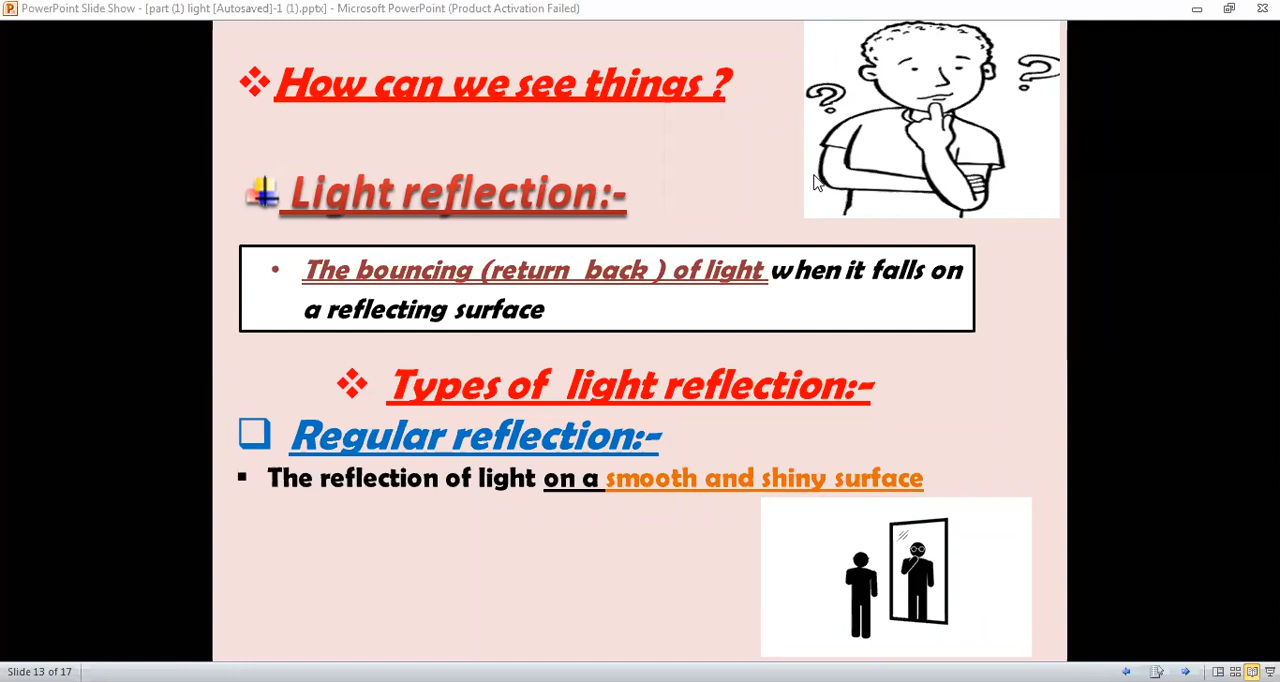 PowerPoint Slide Show - [part (1) light [Autosaved]-1 (1).pptx] - Microsoft PowerPoint (Product Activation Failed)
❖How can we see things ?
? ?
Light reflection:-
• The bouncing (return back ) of light when it falls on
a reflecting surface
❖ Types of light reflection:-
❑ Regular reflection:-
▪ The reflection of light on a smooth and shiny surface
Slide 13 of 17